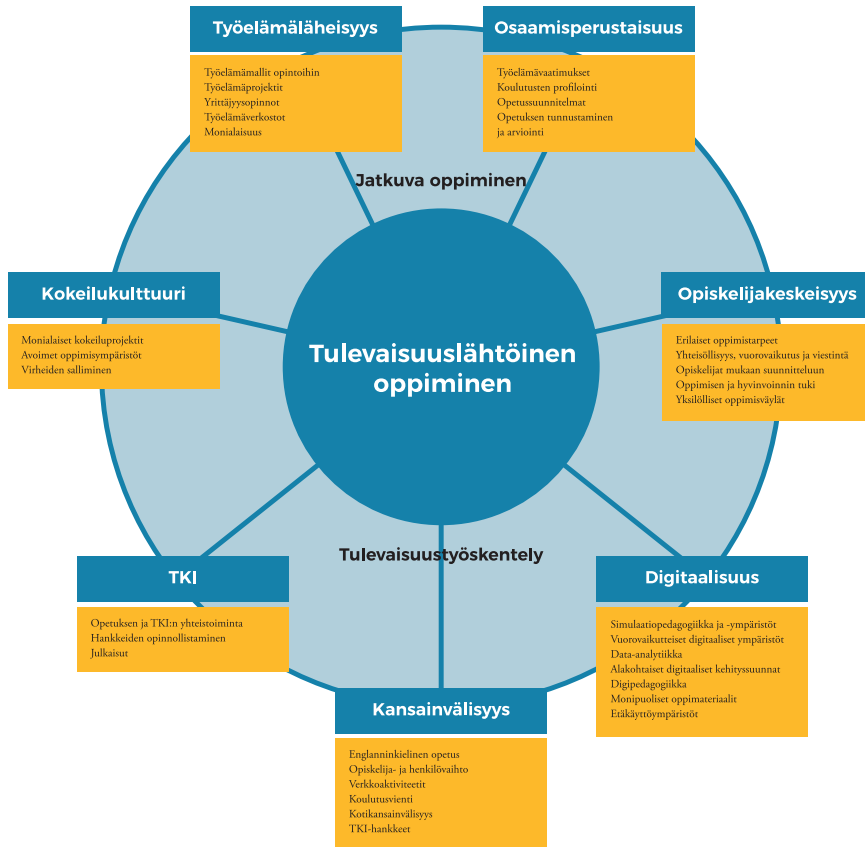 Työelämäläheisyys
Työelämämallit opintoihin
Työelämäprojektit
Yrittäjyysopinnot
Työelämäverkostot
Monialaisuus
Osaamisperustaisuus
Työelämävaatimukset
Koulutusten profilointi
Opetussuunnitelmat
Opetuksen tunnustaminen
ja arviointi
Jatkuva oppiminen
Kokeilukulttuuri
Monialaiset kokeiluprojektit
Avoimet oppimisympäristöt
Virheiden salliminen
Opiskelijakeskeisyys
Erilaiset oppimistarpeet
Yhteisöllisyys, vuorovaikutus ja viestintä
Opiskelijat mukaan suunnitteluun
Oppimisen ja hyvinvoinnin tuki
Yksilölliset oppimisväylät
Tulevaisuuslähtöinen
oppiminen
Tulevaisuustyöskentely
TKI
Opetuksen ja TKI:n yhteistoiminta
Hankkeiden opinnollistaminen
Julkaisut
Digitaalisuus
Simulaatiopedagogiikka ja -ympäristöt
Vuorovaikutteiset digitaaliset ympäristöt
Data-analytiikka
Alakohtaiset digitaaliset kehityssuunnat
Digipedagogiikka
Monipuoliset oppimateriaalit
Etäkäyttöympäristöt
Kansainvälisyys
Englanninkielinen opetus
Opiskelija- ja henkilövaihto
Verkkoaktiviteetit
Koulutusvienti
Kotikansainvälisyys
TKI-hankkeet